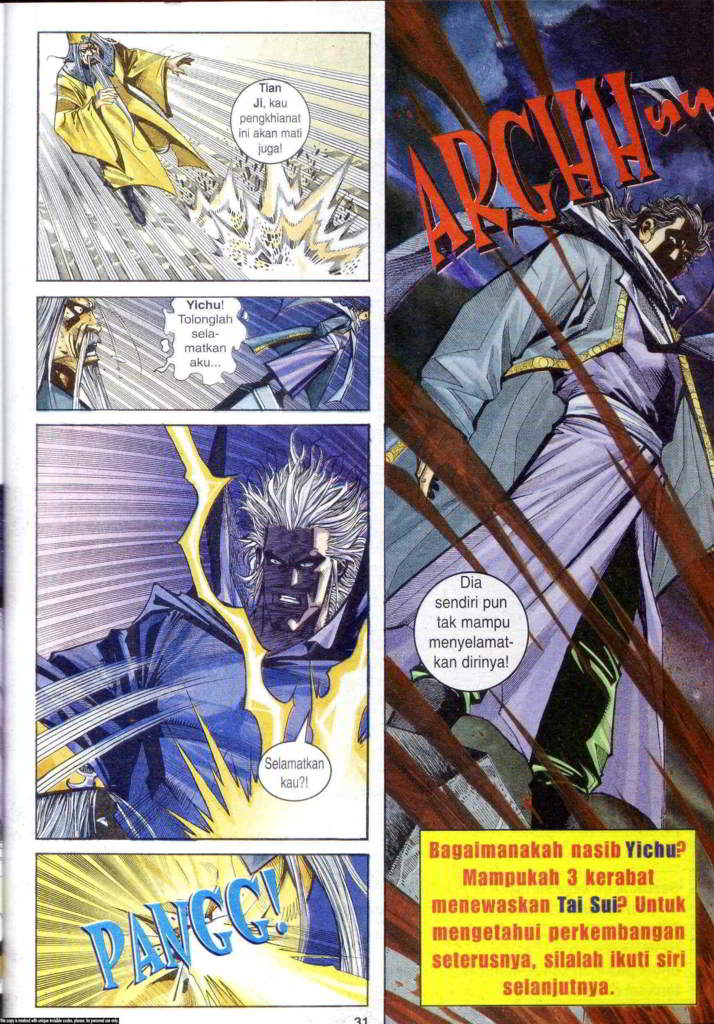 Tian
Ji, kau
pengkhianat
ini akan mati
juga!
Yichu!
Tolonglah
sela-
matkan
aku...
Selamatkan
kau?!
PANGG!
31
ARGHH
Dia
sendiri pun
tak mampu
menyelamat-
kan dirinya!
Bagaimanakah nasib Yichu?
Mampukah 3 kerabat
menewaskan Tai Sui? Untuk
mengetahui perkembangan
seterusnya, silalah ikuti siri
selanjutnya.